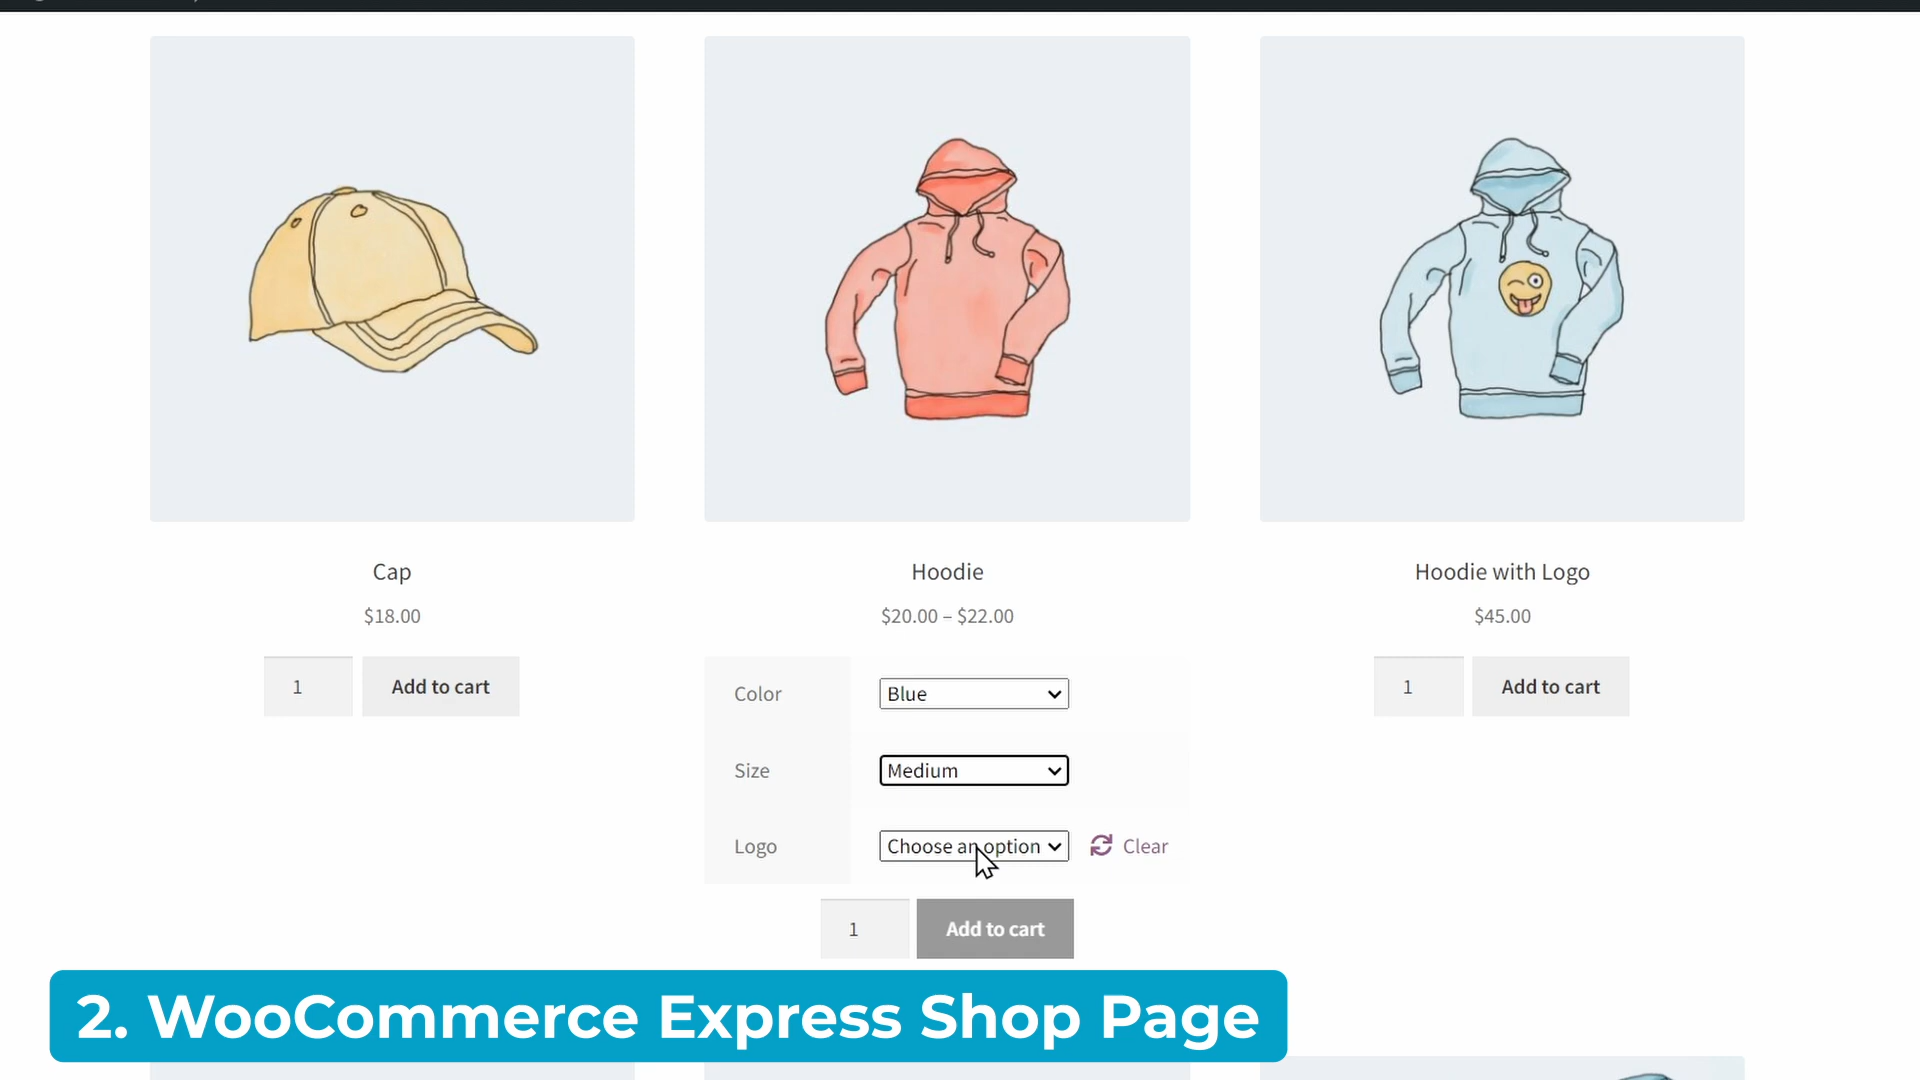 Cap
$18.00
1
Add to cart
Hoodie
$20.00 – $22.00
Color
Blue
Size
Medium
Logo
Choose an option
Clear
1
Add to cart
Hoodie with Logo
$45.00
1
Add to cart
2. WooCommerce Express Shop Page